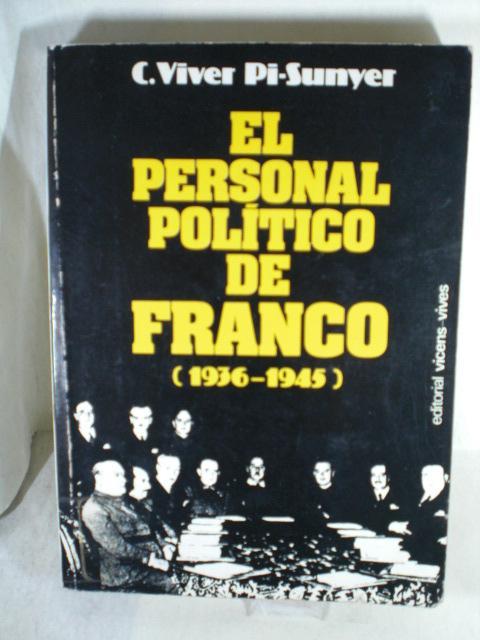 C. Viver Pi-Sunyer
EL
PERSONAL
POLÍTICO
DE
FRANCO
(1936-1945)
editorial vicens-vives